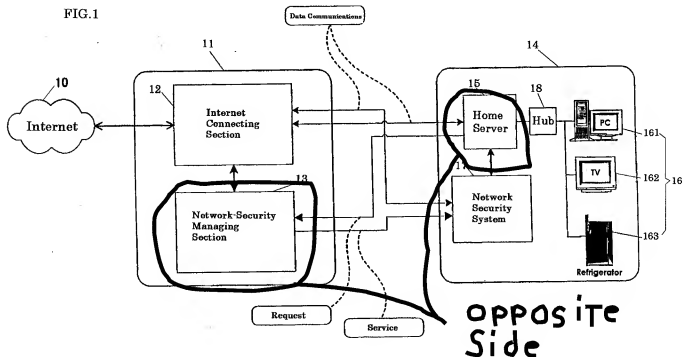 FIG.1
Data Communications
10
Internet
11
12
Internet
Connecting
Section
13
Network-Security
Managing
Section
14
15
Home
Server
18
Hub
PC
161
TV
162
16
163
Refrigerator
17
Network
Security
System
Request
Service
OPPOSITE
Side